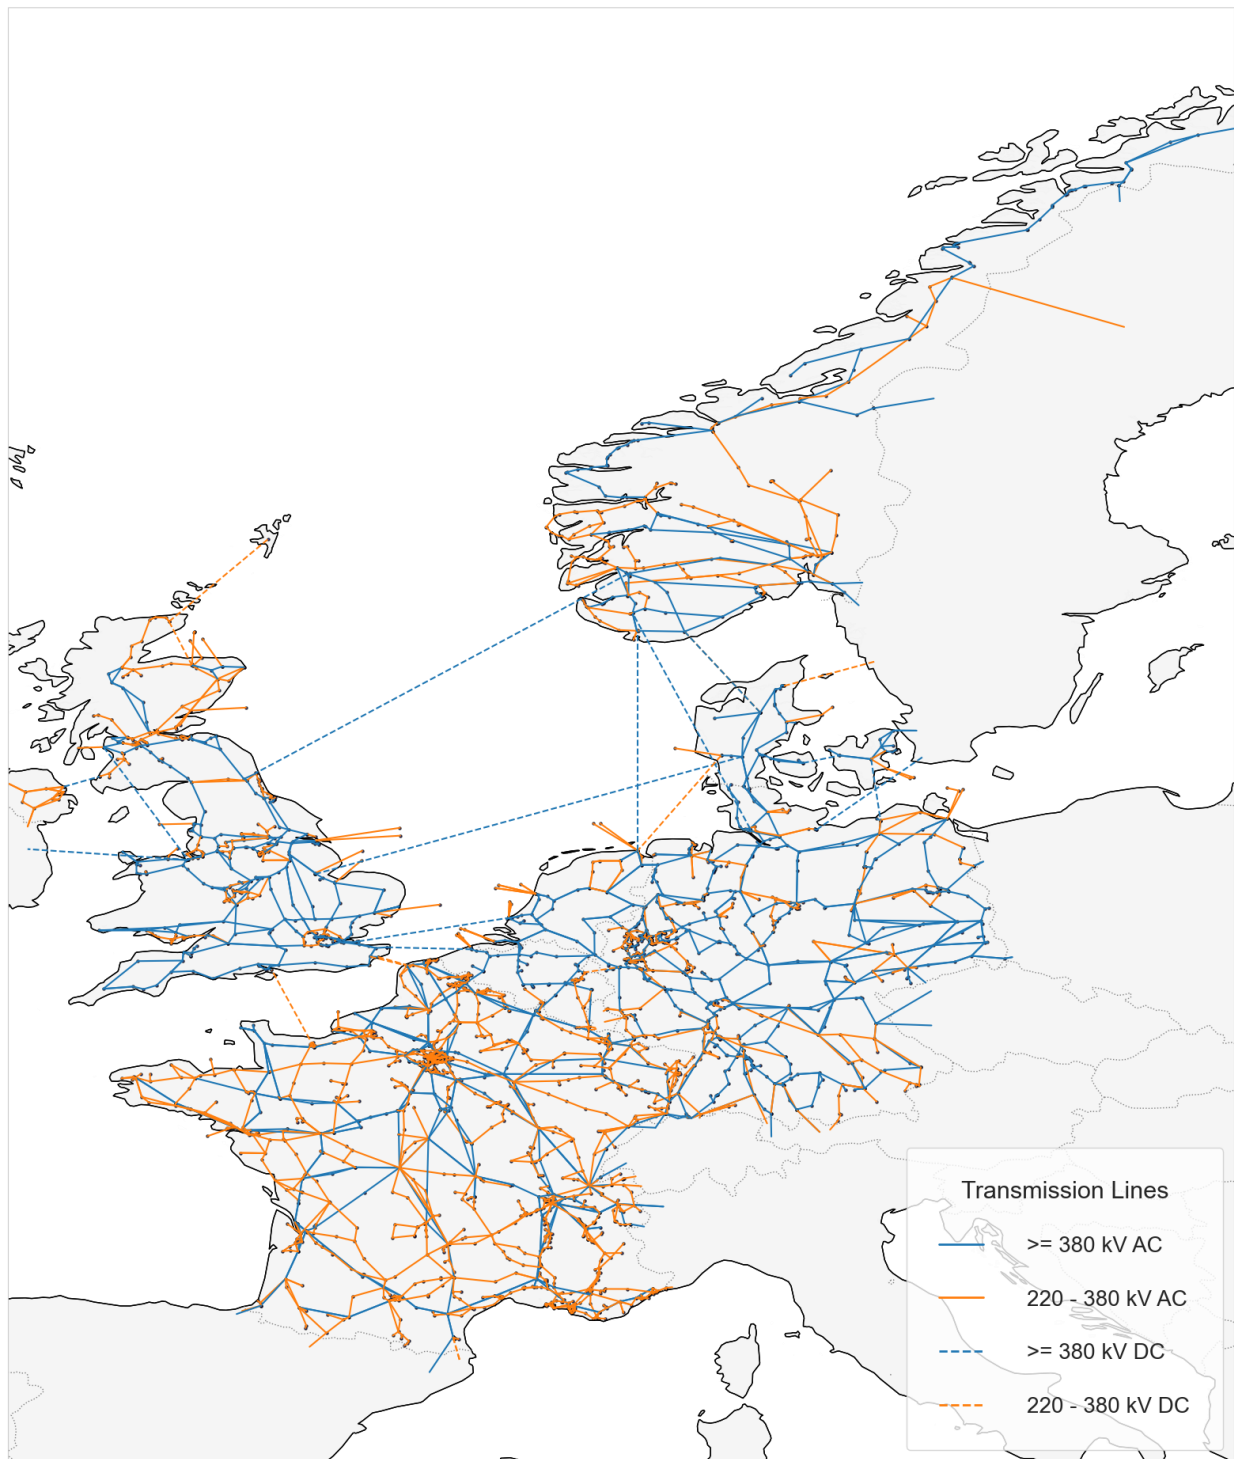 Transmission Lines
>= 380 kV AC
220 - 380 kV AC
>= 380 kV DC
220 - 380 kV DC